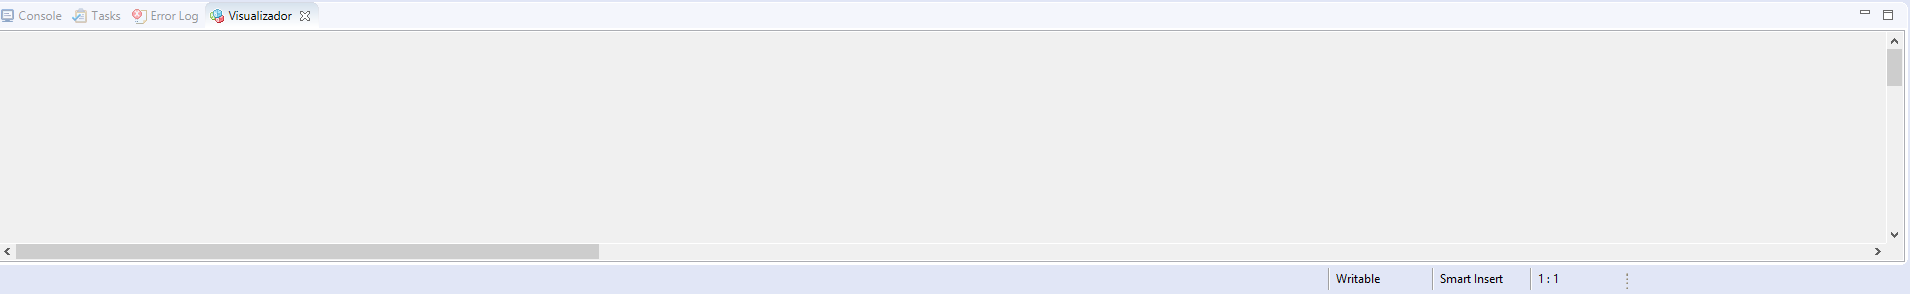 Console Tasks Error Log Visualizador
Writable Smart Insert 1 : 1